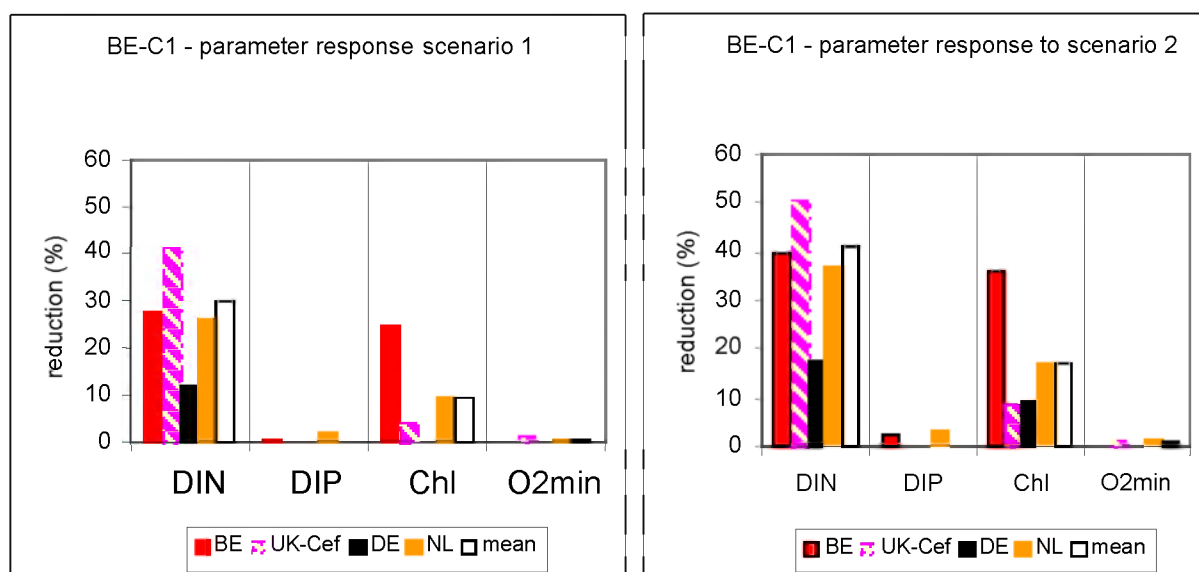 BE-C1 - parameter response scenario 1
reduction (%)
60
50
40
30
20
10
0
DIN DIP Chl O2min
BE UK-Cef DE NL mean
BE-C1 - parameter response to scenario 2
reduction (%)
60
50
40
30
20
10
0
DIN DIP Chl O2min
BE UK-Cef DE NL mean